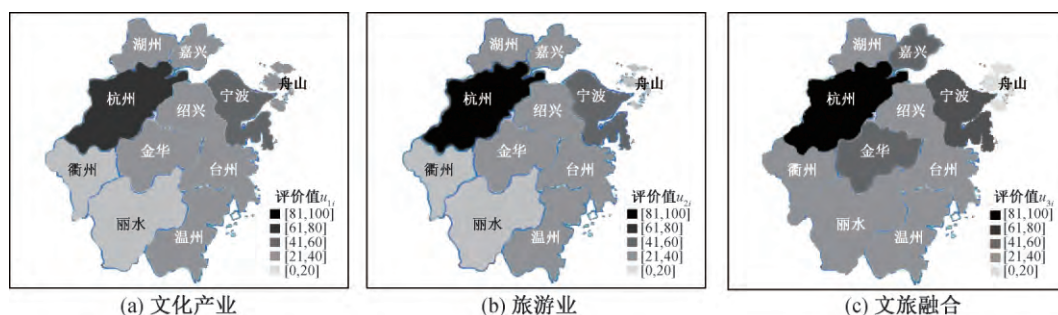 湖州
嘉兴
舟山
杭州
宁波
绍兴
金华
衢州
台州
丽水
温州
评价值u1i
[81,100]
[61,80]
[41,60]
[21,40]
[0,20]
(a) 文化产业
湖州
嘉兴
舟山
杭州
宁波
绍兴
金华
衢州
台州
丽水
温州
评价值u2i
[81,100]
[61,80]
[41,60]
[21,40]
[0,20]
(b) 旅游业
湖州
嘉兴
舟山
杭州
宁波
绍兴
金华
衢州
台州
丽水
温州
评价值u3i
[81,100]
[61,80]
[41,60]
[21,40]
[0,20]
(c) 文旅融合